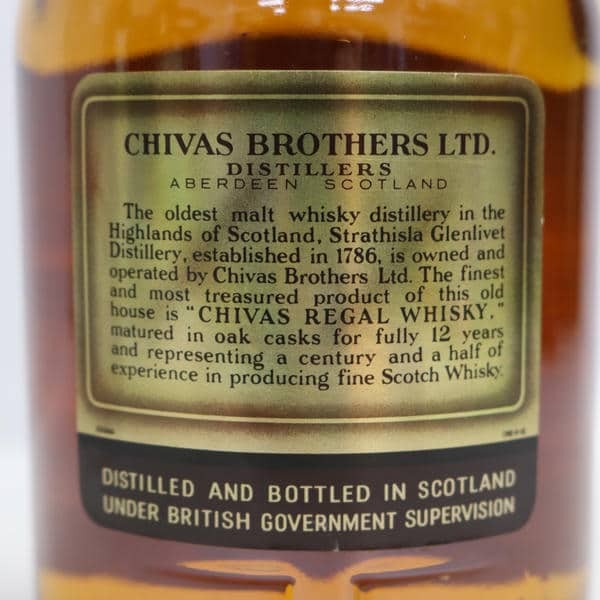 CHIVAS BROTHERS LTD.
DISTILLERS
ABERDEEN SCOTLAND
The oldest malt whisky distillery in the
Highlands of Scotland, Strathisla Glenlivet
Distillery, established in 1786, is owned and
operated by Chivas Brothers Ltd. The finest
and most treasured product of this old
house is "CHIVAS REGAL WHISKY."
matured in oak casks for fully 12 years
and representing a century and a half of
experience in producing fine Scotch Whisky.
DISTILLED AND BOTTLED IN SCOTLAND
UNDER BRITISH GOVERNMENT SUPERVISION